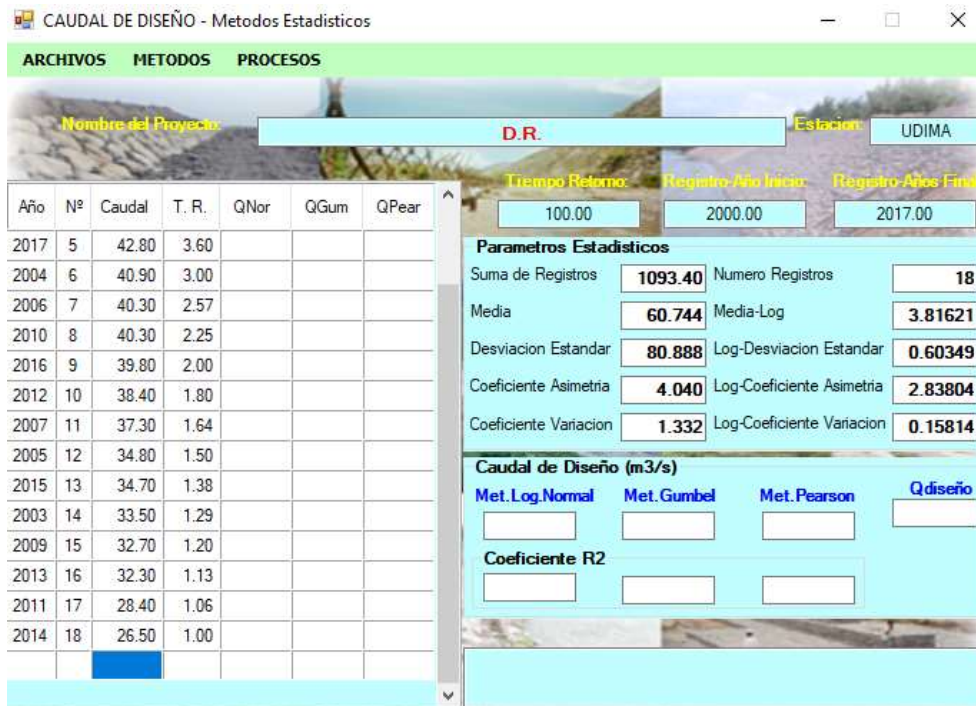 CAUDAL DE DISEÑO - Metodos Estadisticos
ARCHIVOS METODOS PROCESOS
Nombre del Proyecto: D.R. Estacion: UDIMA
Tiempo Retorno: Registro-Año Inicio: Registro-Años Final
100.00 2000.00 2017.00
Año Nº Caudal T. R. QNor QGum QPear
2017 5 42.80 3.60
2004 6 40.90 3.00
2006 7 40.30 2.57
2010 8 40.30 2.25
2016 9 39.80 2.00
2012 10 38.40 1.80
2007 11 37.30 1.64
2005 12 34.80 1.50
2015 13 34.70 1.38
2003 14 33.50 1.29
2009 15 32.70 1.20
2013 16 32.30 1.13
2011 17 28.40 1.06
2014 18 26.50 1.00
Parametros Estadisticos
Suma de Registros 1093.40 Numero Registros 18
Media 60.744 Media-Log 3.81621
Desviacion Estandar 80.888 Log-Desviacion Estandar 0.60349
Coeficiente Asimetria 4.040 Log-Coeficiente Asimetria 2.83804
Coeficiente Variacion 1.332 Log-Coeficiente Variacion 0.15814
Caudal de Diseño (m3/s)
Met.Log.Normal Met.Gumbel Met.Pearson Qdiseño
Coeficiente R2